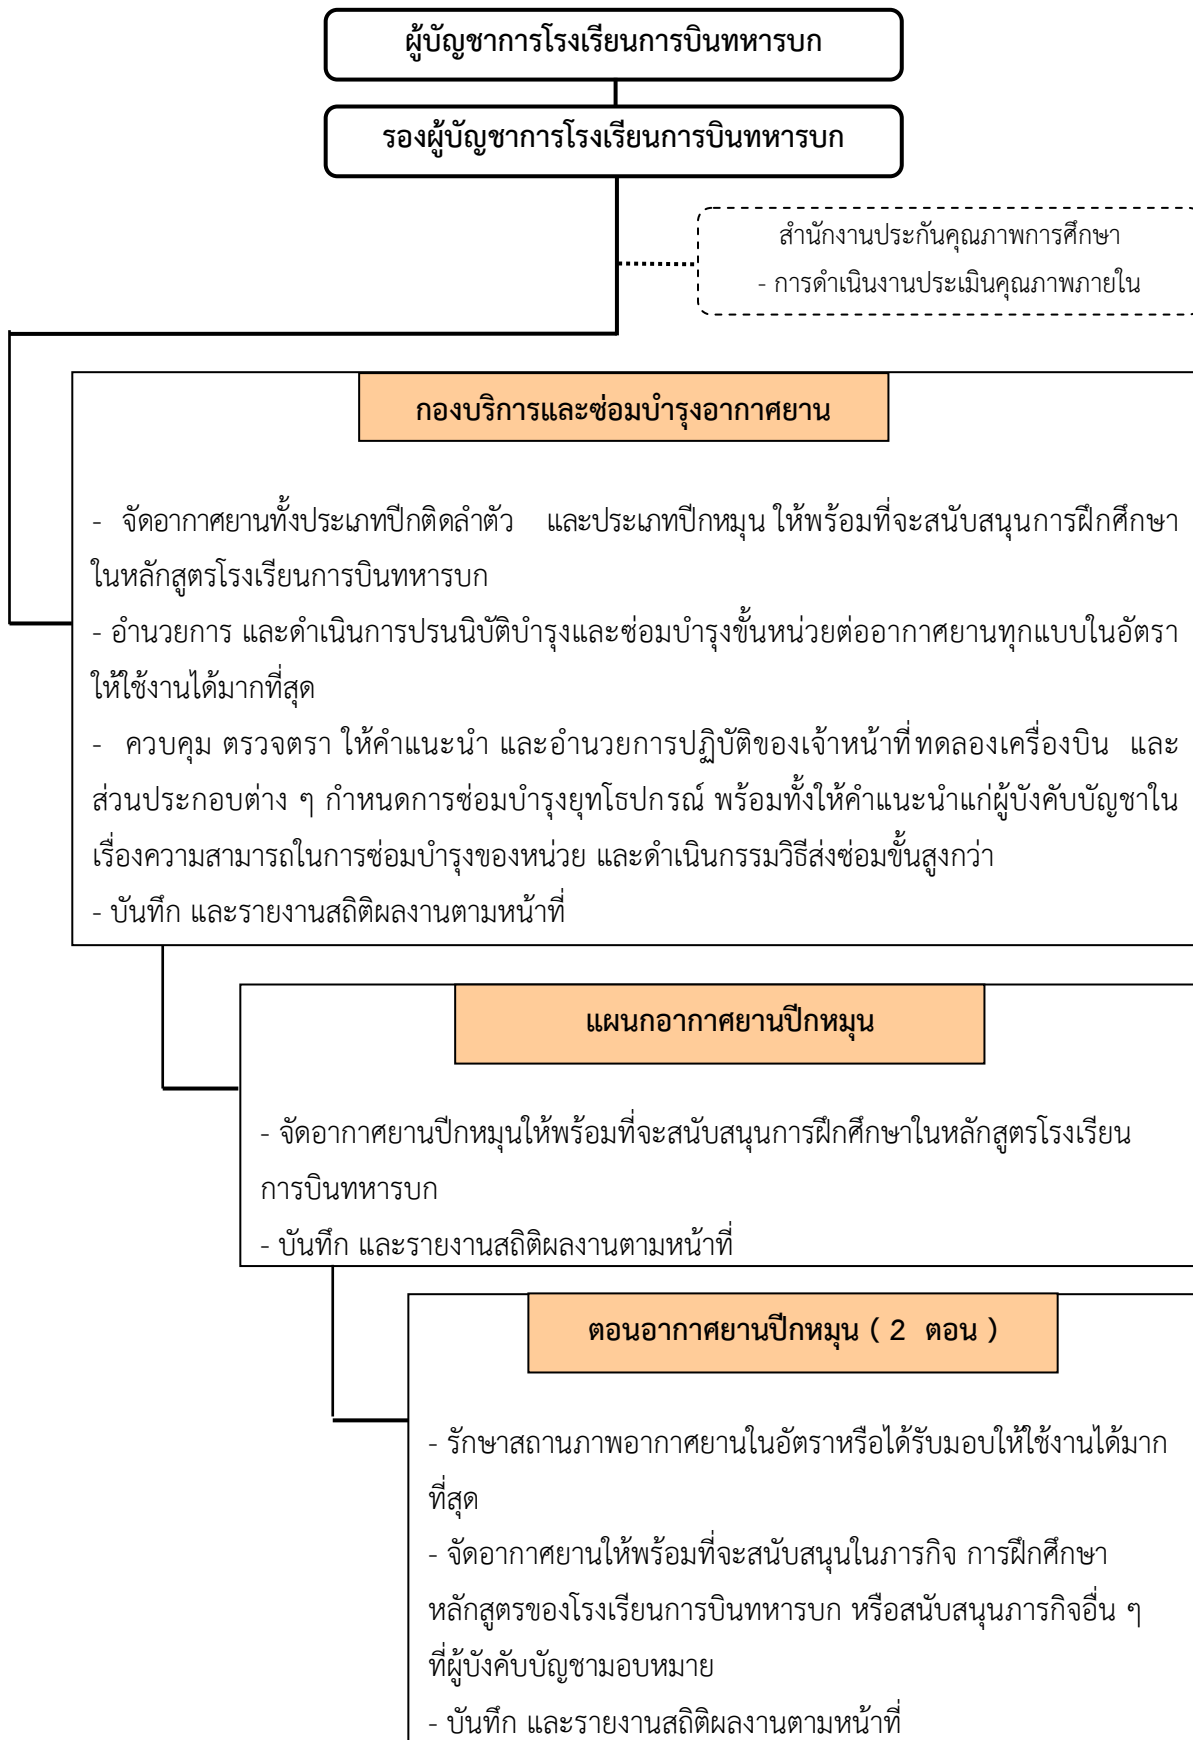 ผู้บัญชาการโรงเรียนการบินทหารบก
รองผู้บัญชาการโรงเรียนการบินทหารบก
สำนักงานประกันคุณภาพการศึกษา
- การดำเนินงานประเมินคุณภาพภายใน
กองบริการและซ่อมบำรุงอากาศยาน
- จัดอากาศยานทั้งประเภทปีกติดลำตัว และประเภทปีกหมุน ให้พร้อมที่จะสนับสนุนการฝึกศึกษา
ในหลักสูตรโรงเรียนการบินทหารบก
- อำนวยการ และดำเนินการปรนนิบัติบำรุงและซ่อมบำรุงขั้นหน่วยต่ออากาศยานทุกแบบในอัตรา
ให้ใช้งานได้มากที่สุด
- ควบคุม ตรวจตรา ให้คำแนะนำ และอำนวยการปฏิบัติของเจ้าหน้าที่ทดลองเครื่องบิน และ
ส่วนประกอบต่าง ๆ กำหนดการซ่อมบำรุงยุทโธปกรณ์ พร้อมทั้งให้คำแนะนำแก่ผู้บังคับบัญชาใน
เรื่องความสามารถในการซ่อมบำรุงของหน่วย และดำเนินกรรมวิธีส่งซ่อมขั้นสูงกว่า
- บันทึก และรายงานสถิติผลงานตามหน้าที่
แผนกอากาศยานปีกหมุน
- จัดอากาศยานปีกหมุนให้พร้อมที่จะสนับสนุนการฝึกศึกษาในหลักสูตรโรงเรียน
การบินทหารบก
- บันทึก และรายงานสถิติผลงานตามหน้าที่
ตอนอากาศยานปีกหมุน ( 2 ตอน )
- รักษาสถานภาพอากาศยานในอัตราหรือได้รับมอบให้ใช้งานได้มาก
ที่สุด
- จัดอากาศยานให้พร้อมที่จะสนับสนุนในภารกิจ การฝึกศึกษา
หลักสูตรของโรงเรียนการบินทหารบก หรือสนับสนุนภารกิจอื่น ๆ
ที่ผู้บังคับบัญชามอบหมาย
- บันทึก และรายงานสถิติผลงานตามหน้าที่